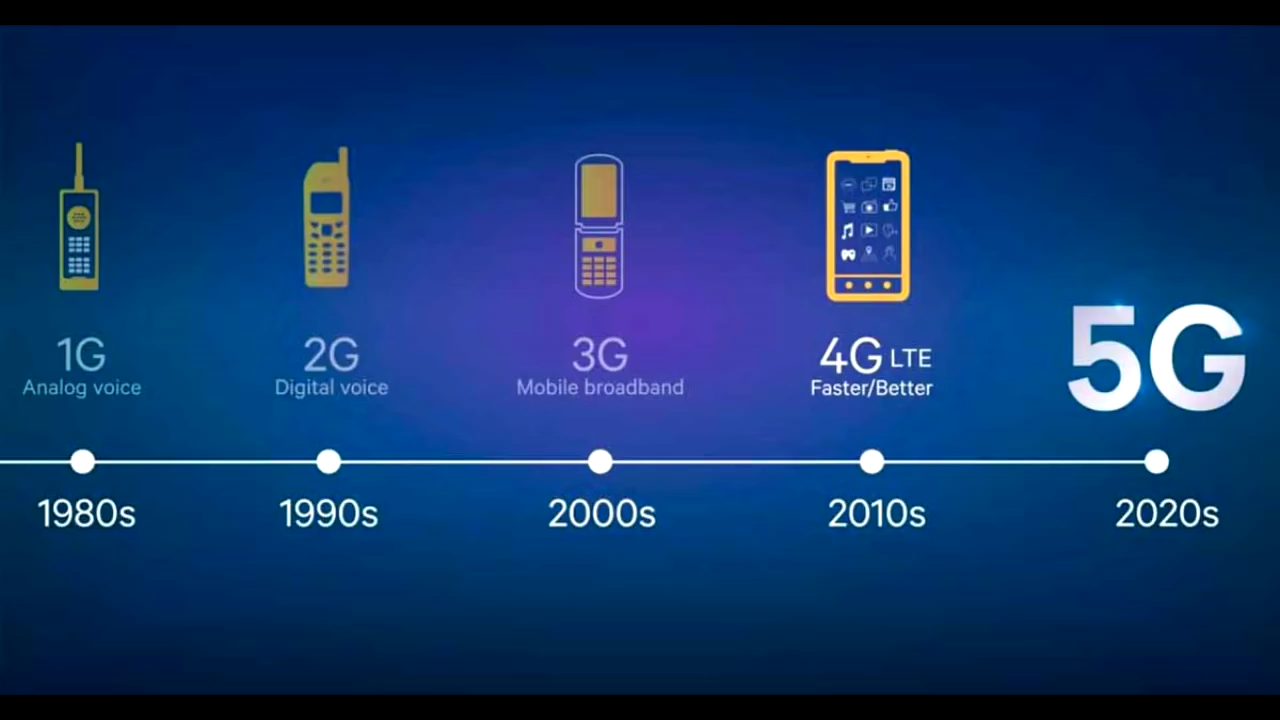 1G
Analog voice
2G
Digital voice
3G
Mobile broadband
4G LTE
Faster/Better
5G
1980s
1990s
2000s
2010s
2020s